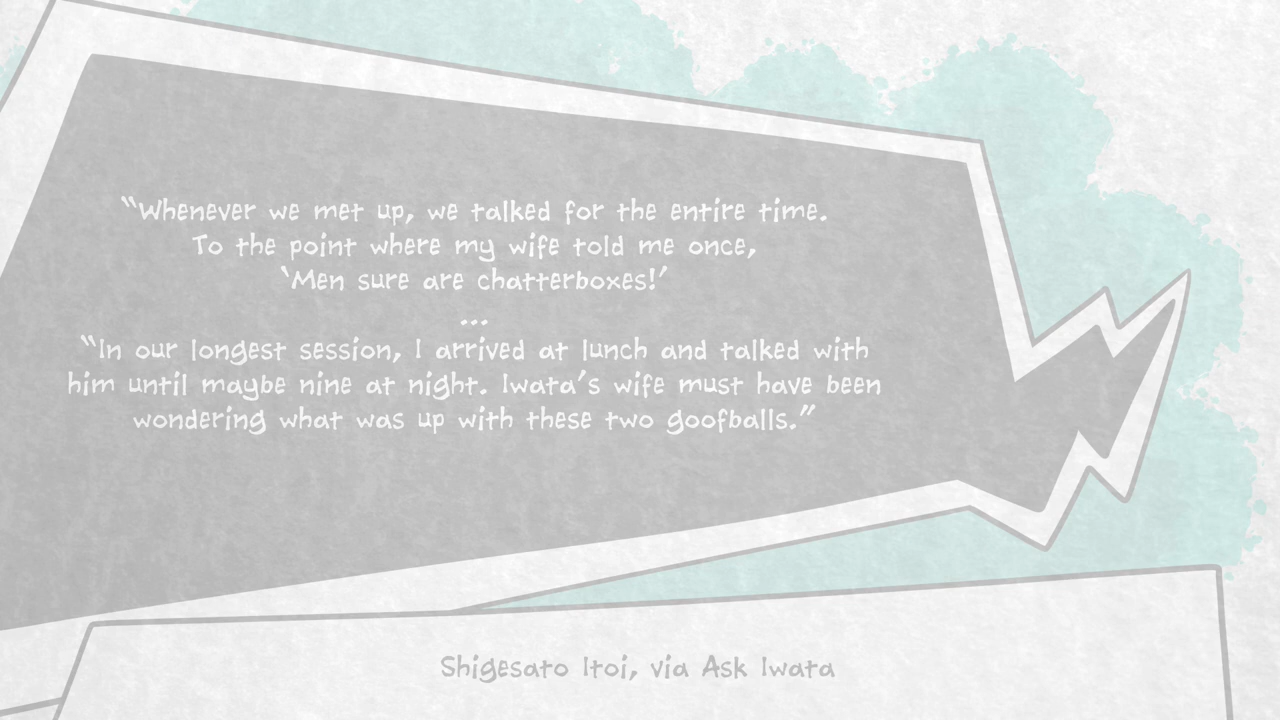 “Whenever we met up, we talked for the entire time.
To the point where my wife told me once,
‘Men sure are chatterboxes!’
...
“In our longest session, I arrived at lunch and talked with
him until maybe nine at night. Iwata’s wife must have been
wondering what was up with these two goofballs.”
Shigesato Itoi, via Ask Iwata